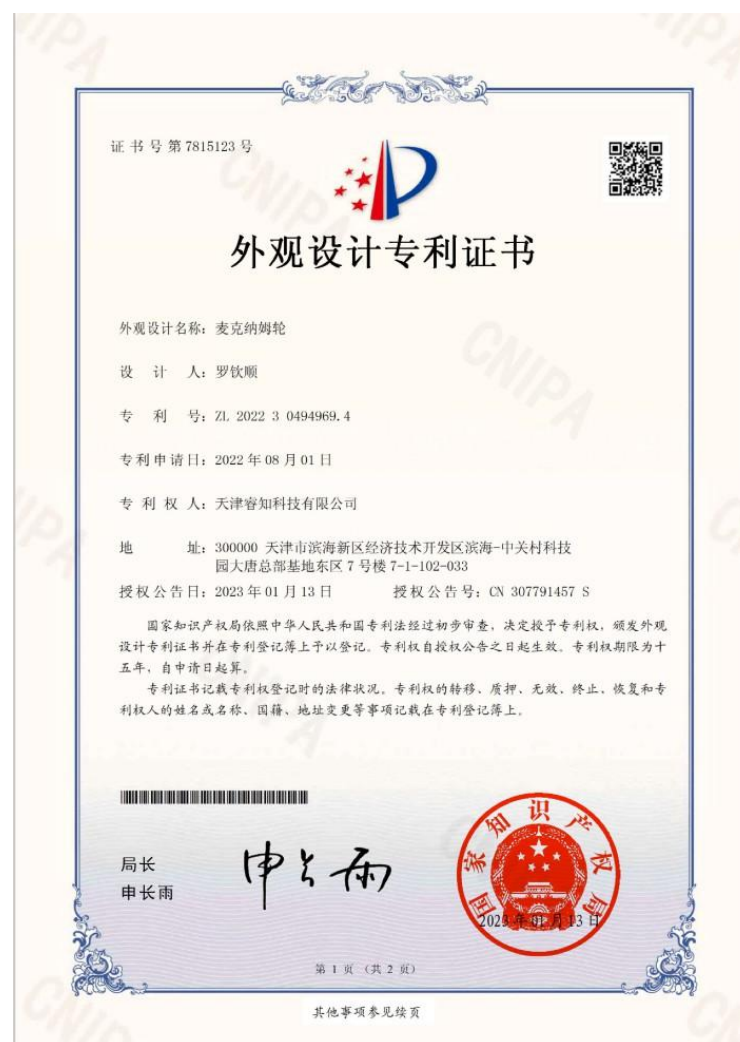 证书号第7815123号
外观设计专利证书
外观设计名称：麦克纳姆轮
设计人：罗钦顺
专利号：ZL 2022 3 0494969.4
专利申请日：2022年08月01日
专利权人：天津睿知科技有限公司
地址：300000 天津市滨海新区经济技术开发区滨海-中关村科技
园大唐总部基地东区7号楼7-1-102-033
授权公告日：2023年01月13日 授权公告号：CN 307791457 S
国家知识产权局依照中华人民共和国专利法经过初步审查，决定授予专利权，颁发外观
设计专利证书并在专利登记簿上予以登记。专利权自授权公告之日起生效。专利权期限为十
五年，自申请日起算。
专利证书记载专利权登记时的法律状况。专利权的转移、质押、无效、终止、恢复和专
利权人的姓名或名称、国籍、地址变更等事项记载在专利登记簿上。
局长
申长雨
申长雨
国家知识产权局
2023年01月13日
第 1 页 （共 2 页）
其他事项参见续页
CNIPA